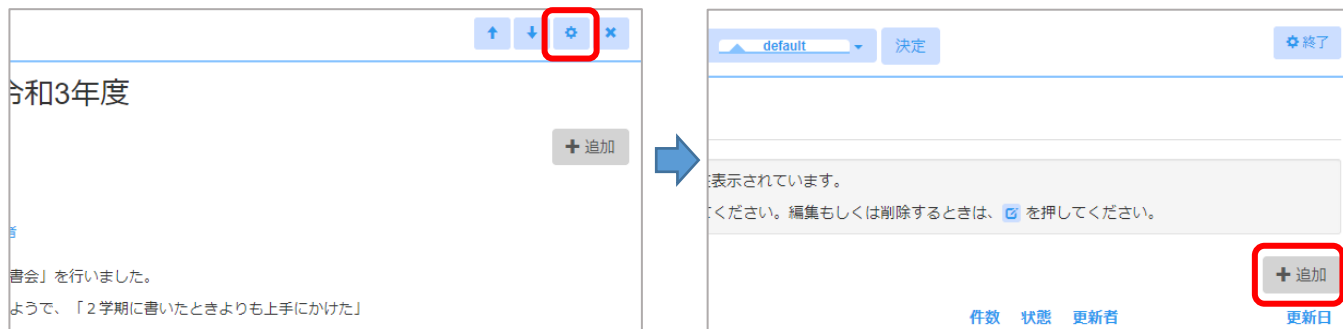 令和3年度
追加
者
書会」を行いました。
ようで、「２学期に書いたときよりも上手にかけた」
default
決定
終了
表示されています。
ください。編集もしくは削除するときは、 を押してください。
追加
件数 状態 更新者 更新日